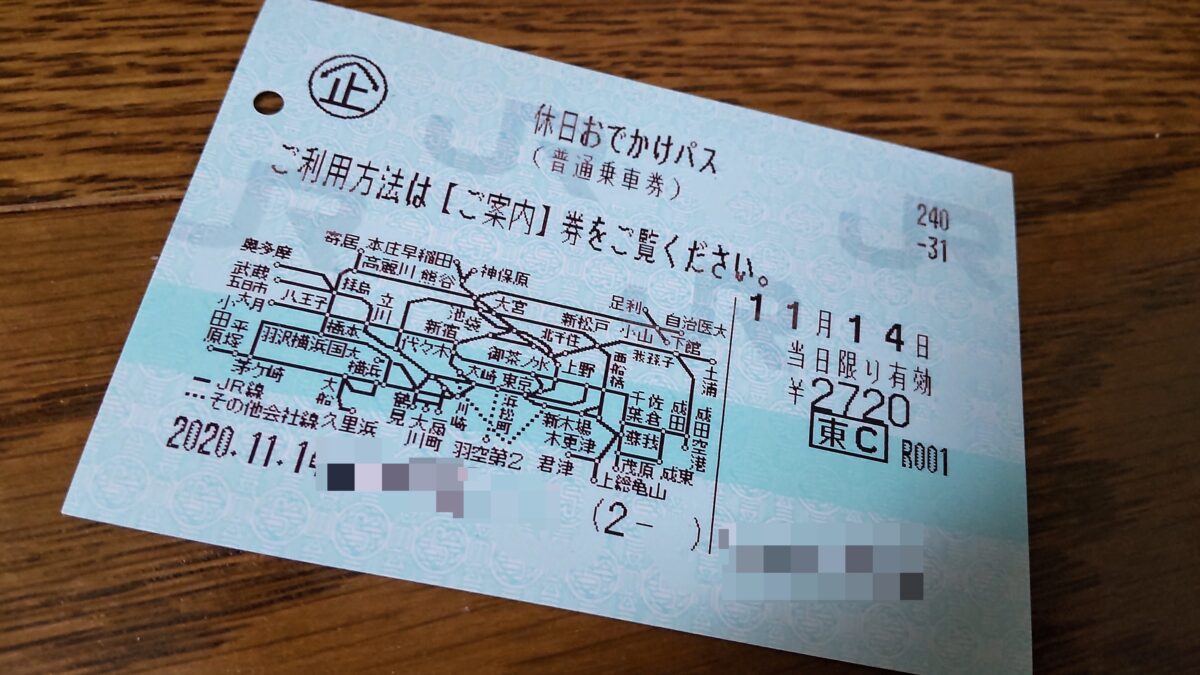 企
休日おでかけパス
(普通乗車券)
ご利用方法は【ご案内】券をご覧ください。
240
-31
奥多摩
武蔵五日市
小田原
大月
平塚
寄居
本庄早稲田
神保原
高麗川
熊谷
拝島
立川
八王子
橋本
羽沢横浜国大
茅ケ崎
横浜
大船
久里浜
鶴見
川崎
浜川町
池袋
新宿
代々木
大宮
新松戸
北千住
御茶ノ水
上野
大崎
東京
浜松町
足利
小山
自治医大
下館
我孫子
土浦
西船橋
千葉
佐倉
成田
成田空港
蘇我
新木場
木更津
茂原
成東
君津
上総亀山
羽空第2
JR線
その他会社線
11月14日
当日限り有効
¥2720
東C
R001
2020.11.14
(2-    )